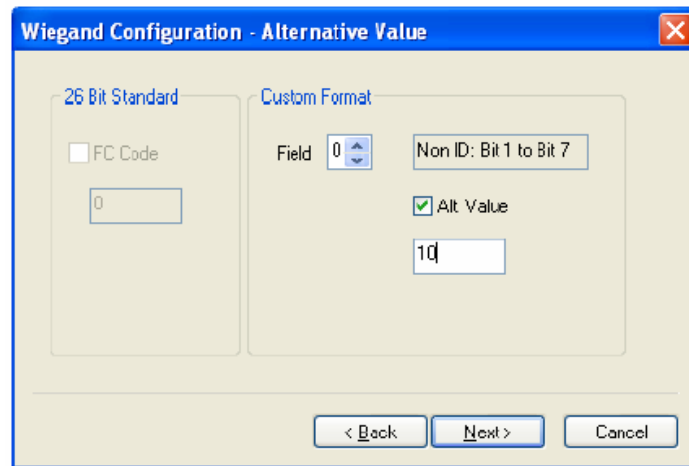 Wiegand Configuration - Alternative Value
26 Bit Standard
FC Code
0
Custom Format
Field 0 Non ID: Bit 1 to Bit 7
Alt. Value
10
< Back Next > Cancel